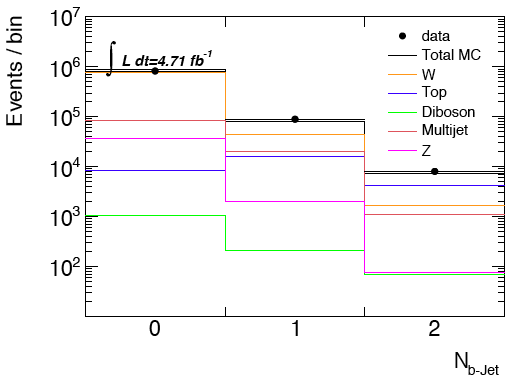 Events / bin
10^7
10^6
10^5
10^4
10^3
10^2
∫ L dt=4.71 fb^-1
data
Total MC
W
Top
Diboson
Multijet
Z
0 1 2
N_b-Jet